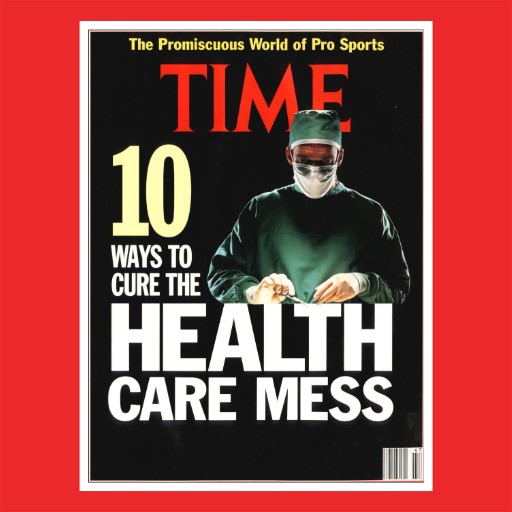 The Promiscuous World of Pro Sports
TIME
10
WAYS TO
CURE THE
HEALTH
CARE MESS